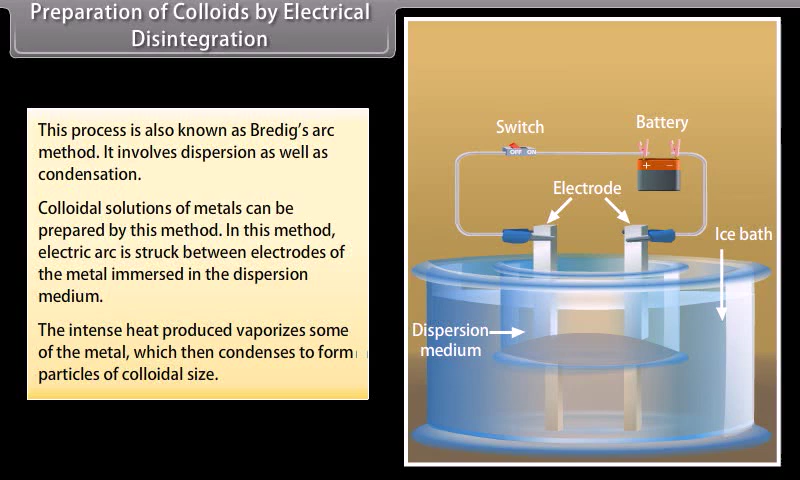 Preparation of Colloids by Electrical
Disintegration
This process is also known as Bredig's arc
method. It involves dispersion as well as
condensation.
Colloidal solutions of metals can be
prepared by this method. In this method,
electric arc is struck between electrodes of
the metal immersed in the dispersion
medium.
The intense heat produced vaporizes some
of the metal, which then condenses to form
particles of colloidal size.
Switch
Battery
OFF ON
+ −
Electrode
Ice bath
Dispersion
medium